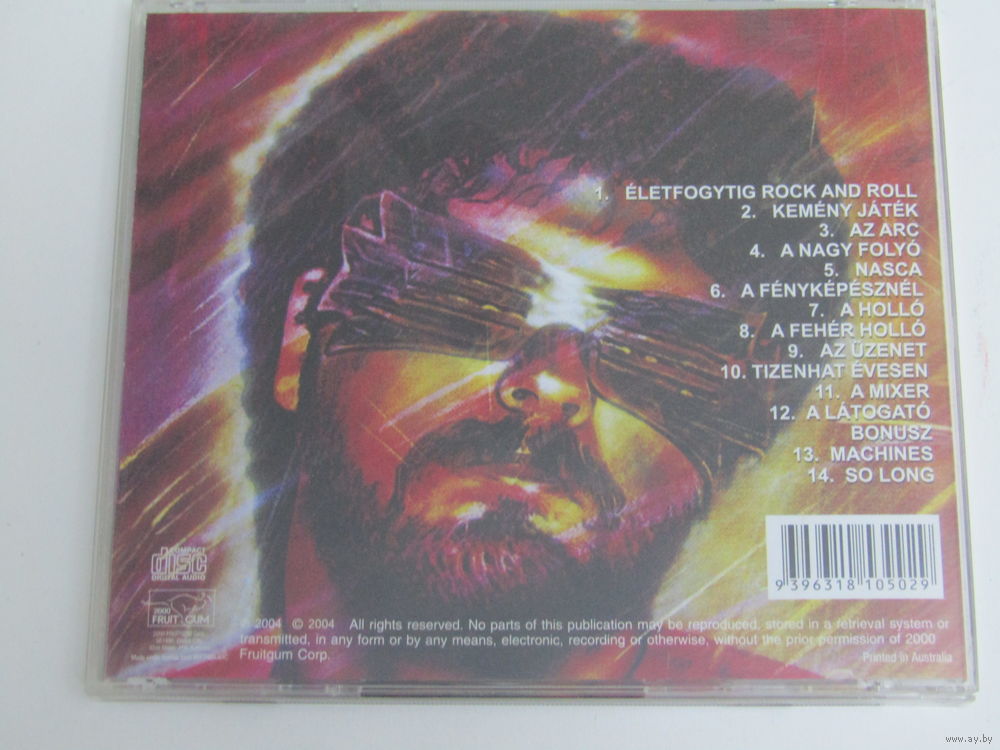 1. ÉLETFOGYTIG ROCK AND ROLL
2. KEMÉNY JÁTÉK
3. AZ ARC
4. A NAGY FOLYÓ
5. NASCA
6. A FÉNYKÉPÉSZNÉL
7. A HOLLÓ
8. A FEHÉR HOLLÓ
9. AZ ÜZENET
10. TIZENHAT ÉVESEN
11. A MIXER
12. A LÁTOGATÓ
BONUSZ
13. MACHINES
14. SO LONG
9 396318 105029
COMPACT
disc
DIGITAL AUDIO
2000
FRUITGUM
℗ 2004 © 2004 All rights reserved. No parts of this publication may be reproduced, stored in a retrieval system or
transmitted, in any form or by any means, electronic, recording or otherwise, without the prior permission of 2000
Fruitgum Corp.
Printed in Australia
www.ay.by